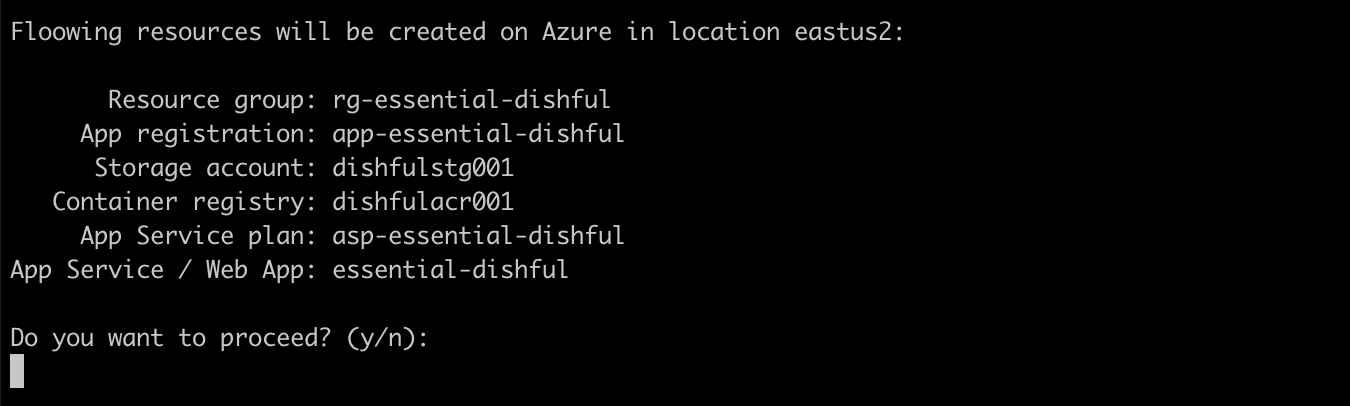 Floowing resources will be created on Azure in location eastus2:
Resource group: rg-essential-dishful
App registration: app-essential-dishful
Storage account: dishfulstg001
Container registry: dishfulacr001
App Service plan: asp-essential-dishful
App Service / Web App: essential-dishful
Do you want to proceed? (y/n):